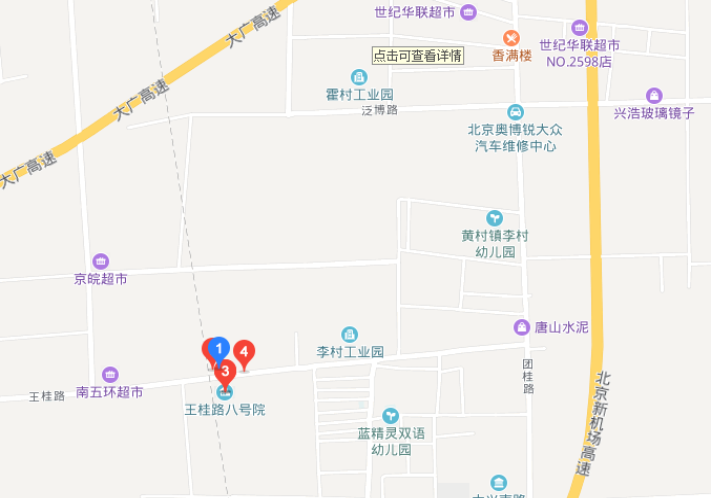 世纪华联超市
大广高速
世纪华联超市
NO.2598店
香满楼
点击可查看详情
霍村工业园
大广高速
兴浩玻璃镜子
泛博路
北京奥博锐大众
汽车维修中心
大广高速
黄村镇李村
幼儿园
京皖超市
唐山水泥
李村工业园
1
4
3
团桂路
南五环超市
王桂路
王桂路八号院
北京新机场高速
蓝精灵双语
幼儿园